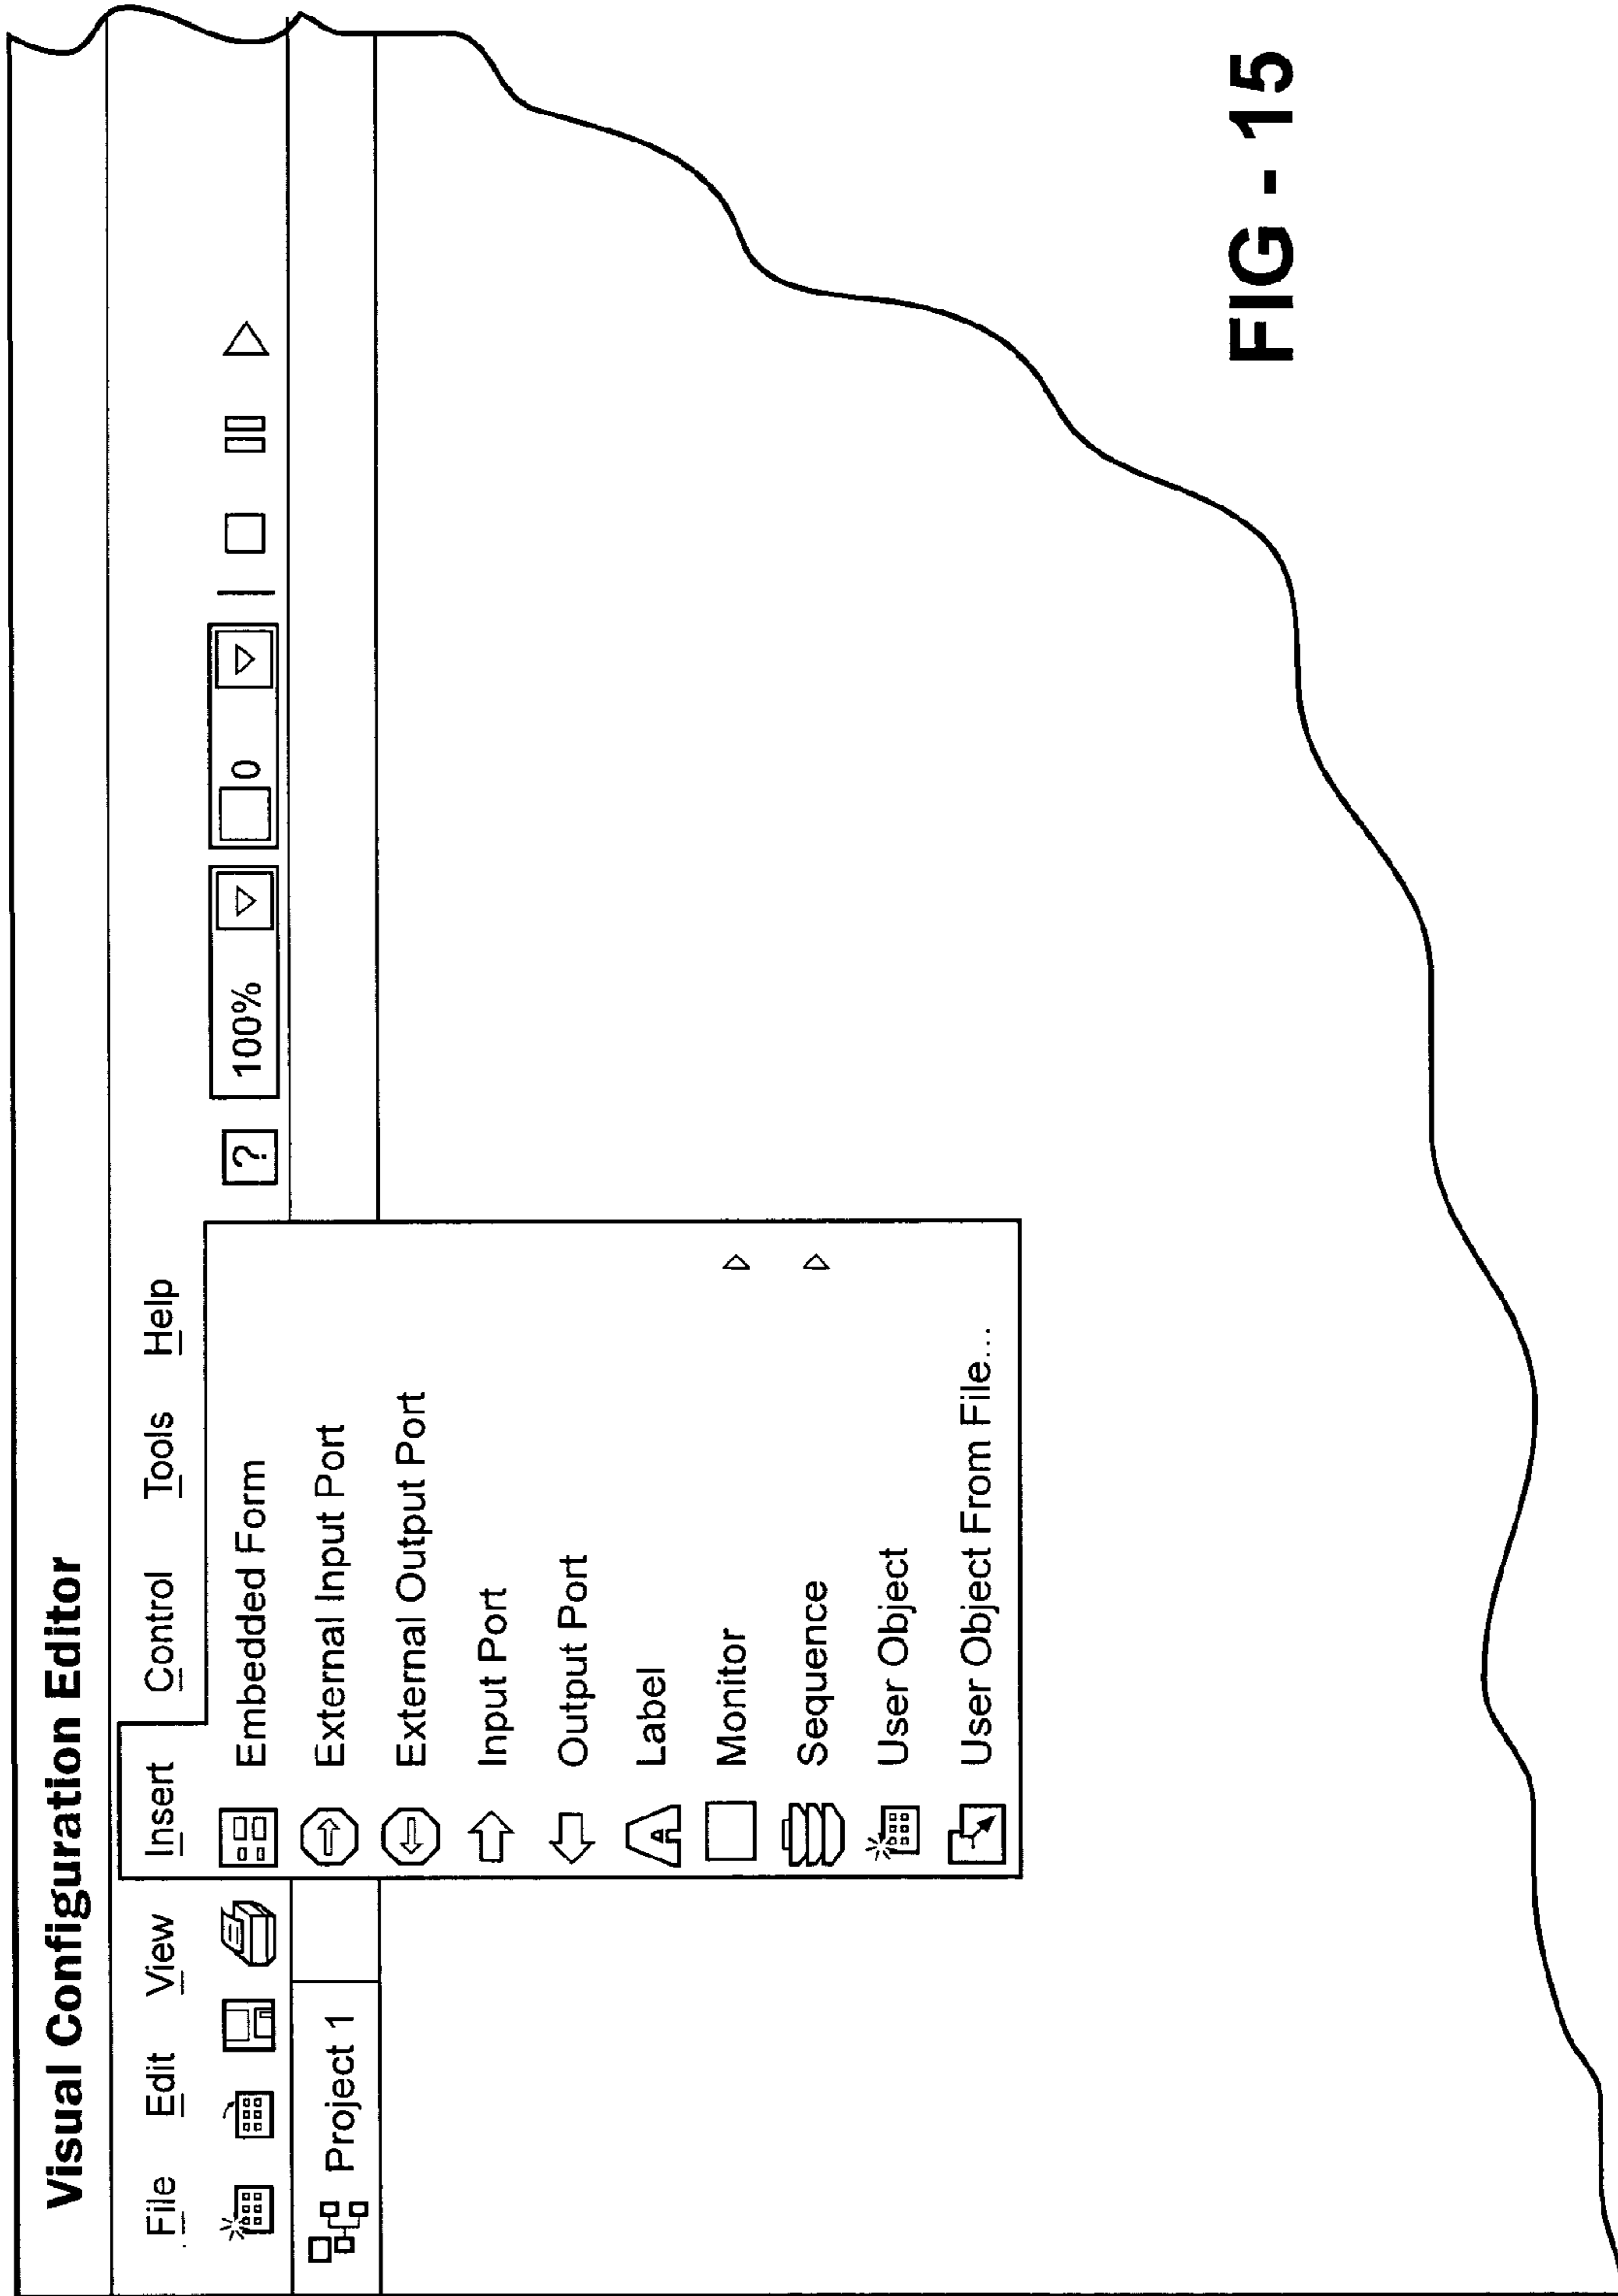 Visual Configuration Editor
File Edit View Insert Control Tools Help
? 100% 0
Project 1
Embedded Form
External Input Port
External Output Port
Input Port
Output Port
A Label
Monitor
Sequence
User Object
User Object From File...
FIG - 15